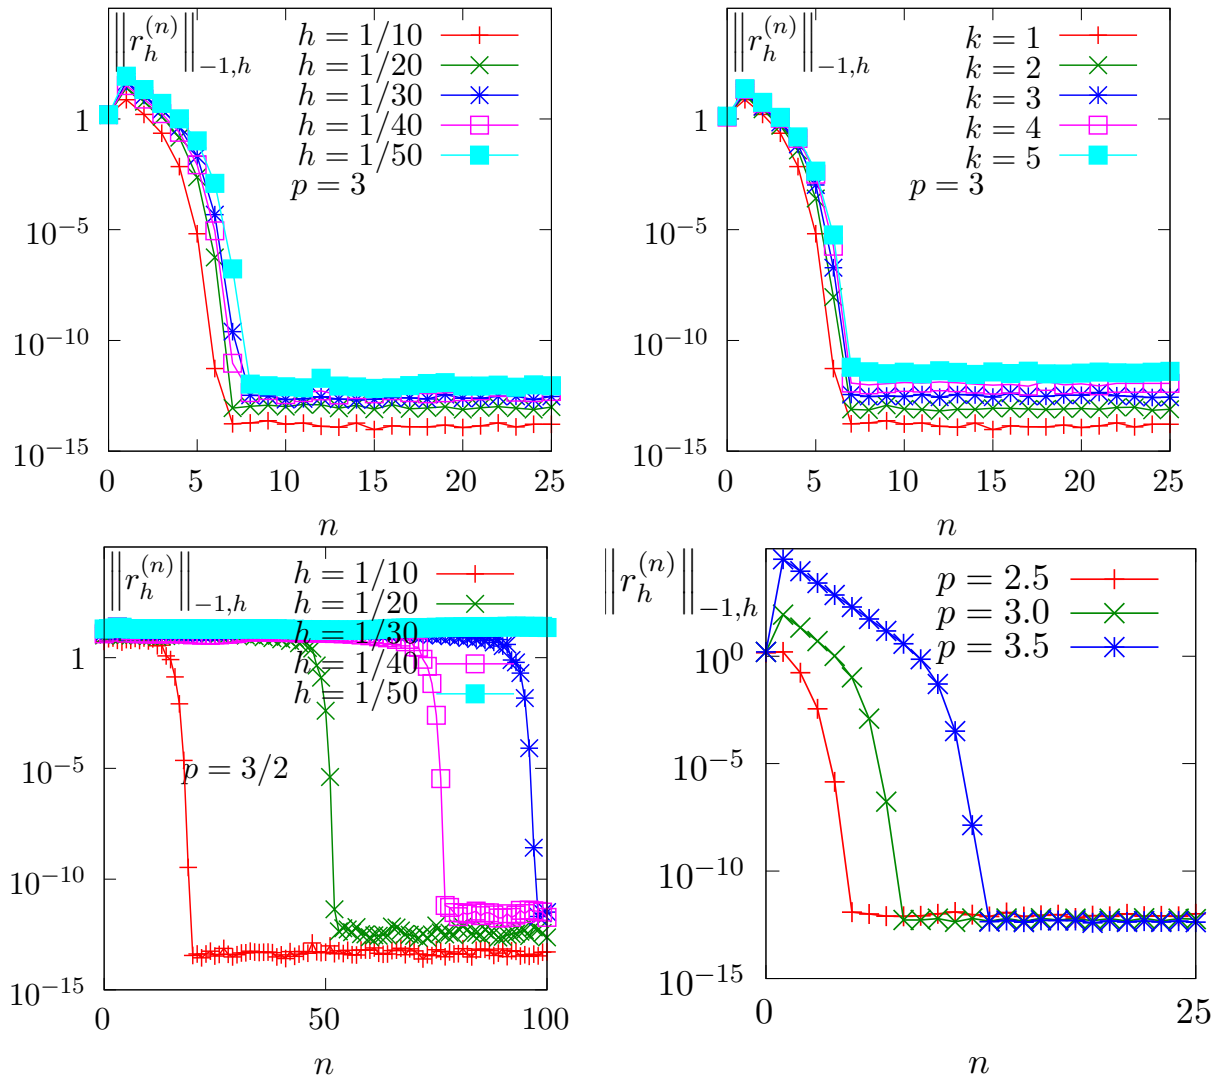 ‖r_h^{(n)}‖_{-1,h}
h = 1/10
h = 1/20
h = 1/30
h = 1/40
h = 1/50
p = 3
1
10^{-5}
10^{-10}
10^{-15}
0 5 10 15 20 25
n
‖r_h^{(n)}‖_{-1,h}
k = 1
k = 2
k = 3
k = 4
k = 5
p = 3
1
10^{-5}
10^{-10}
10^{-15}
0 5 10 15 20 25
n
‖r_h^{(n)}‖_{-1,h}
h = 1/10
h = 1/20
h = 1/30
h = 1/40
h = 1/50
p = 3/2
1
10^{-5}
10^{-10}
10^{-15}
0 50 100
n
‖r_h^{(n)}‖_{-1,h}
p = 2.5
p = 3.0
p = 3.5
10^0
10^{-5}
10^{-10}
10^{-15}
0 25
n